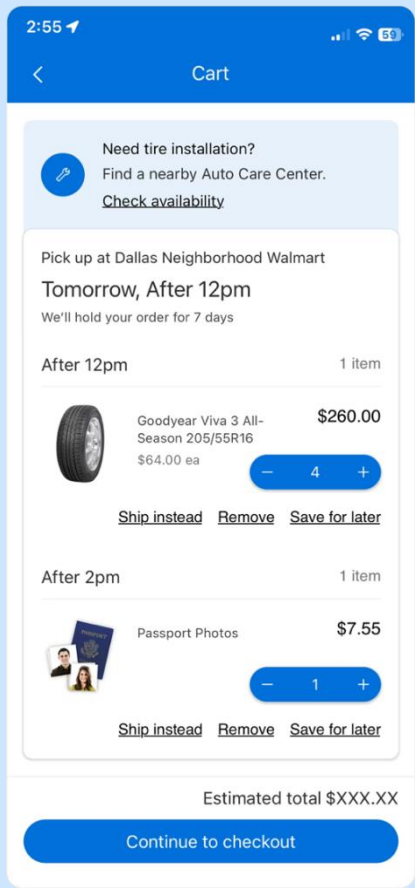 2:55
59
Cart
Need tire installation?
Find a nearby Auto Care Center.
Check availability
Pick up at Dallas Neighborhood Walmart
Tomorrow, After 12pm
We'll hold your order for 7 days
After 12pm 1 item
Goodyear Viva 3 All- $260.00
Season 205/55R16
$64.00 ea
− 4 +
Ship instead Remove Save for later
After 2pm 1 item
PASSPORT
Passport Photos $7.55
− 1 +
Ship instead Remove Save for later
Estimated total $XXX.XX
Continue to checkout